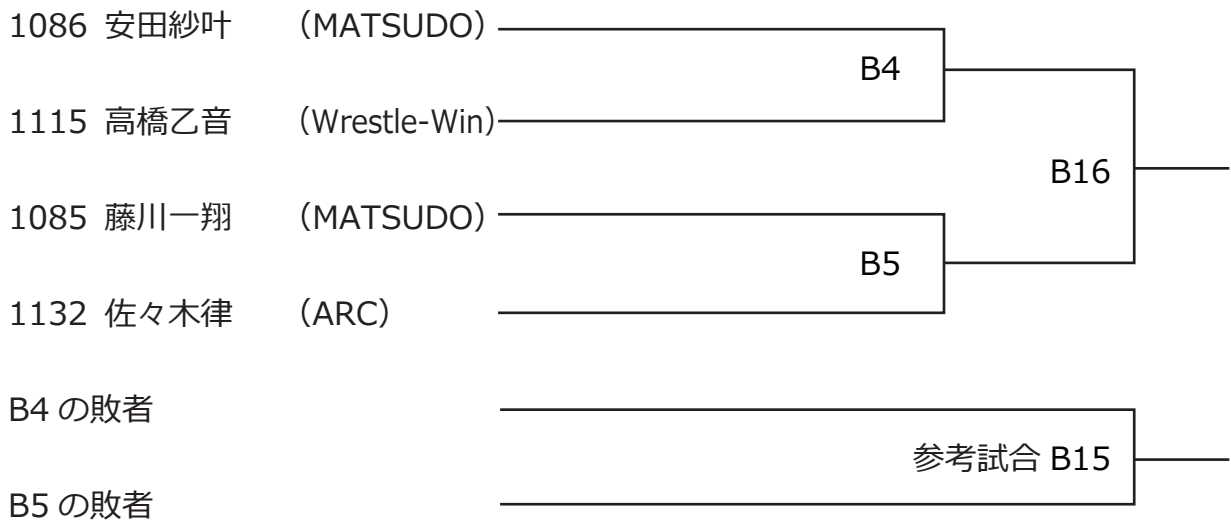 1086 安田紗叶 （MATSUDO）
B4
1115 高橋乙音 （Wrestle-Win）
B16
1085 藤川一翔 （MATSUDO）
B5
1132 佐々木律 （ARC）
B4 の敗者
参考試合 B15
B5 の敗者